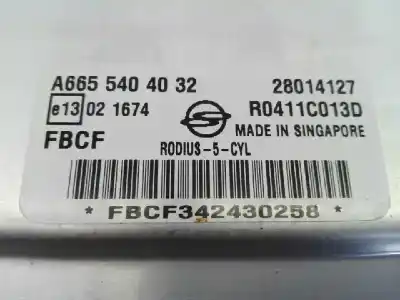 A665 540 40 32 28014127
e13 02 1674 R0411C013D
FBCF MADE IN SINGAPORE
RODIUS-5-CYL
* FBCF342430258 *